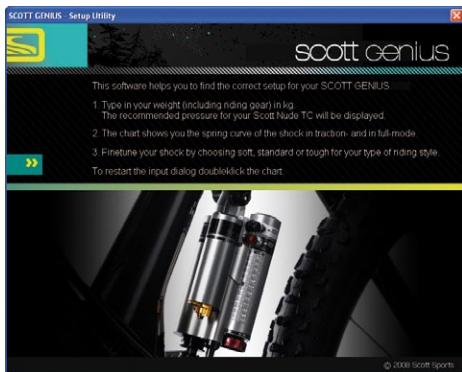 SCOTT GENIUS - Setup Utility
scott genius
This software helps you to find the correct setup for your SCOTT GENIUS
1. Type in your weight (including riding gear) in kg.
The recommended pressure for your Scott Nude TC will be displayed.
2. The chart shows you the spring curve of the shock in traction- and in full-mode.
3. Finetune your shock by choosing soft, standard or tough for your type of riding style.
To restart the input dialog doubleklick the chart.
© 2008 Scott Sports